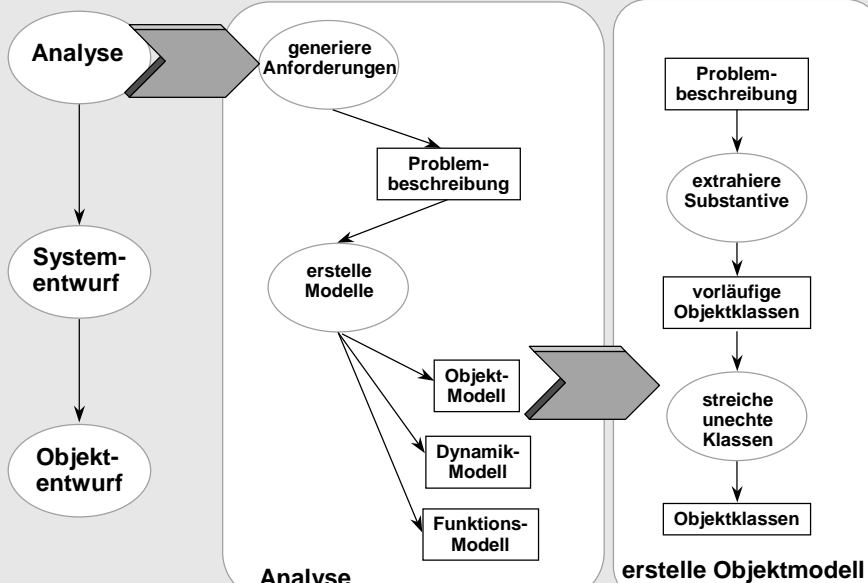 Analyse
System-
entwurf
Objekt-
entwurf
generiere
Anforderungen
Problem-
beschreibung
erstelle
Modelle
Objekt-
Modell
Dynamik-
Modell
Funktions-
Modell
Analyse
Problem-
beschreibung
extrahiere
Substantive
vorläufige
Objektklassen
streiche
unechte
Klassen
Objektklassen
erstelle Objektmodell